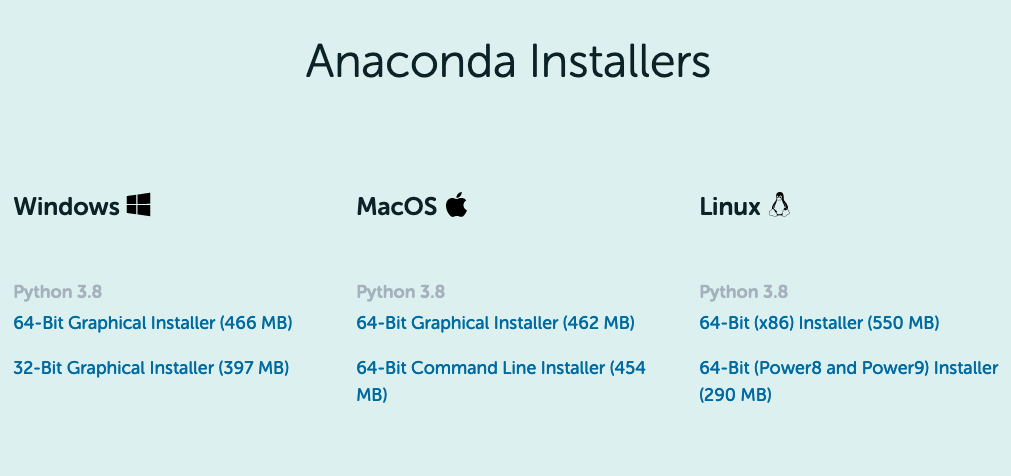 Anaconda Installers
Windows
Python 3.8
64-Bit Graphical Installer (466 MB)
32-Bit Graphical Installer (397 MB)
MacOS
Python 3.8
64-Bit Graphical Installer (462 MB)
64-Bit Command Line Installer (454
MB)
Linux
Python 3.8
64-Bit (x86) Installer (550 MB)
64-Bit (Power8 and Power9) Installer
(290 MB)